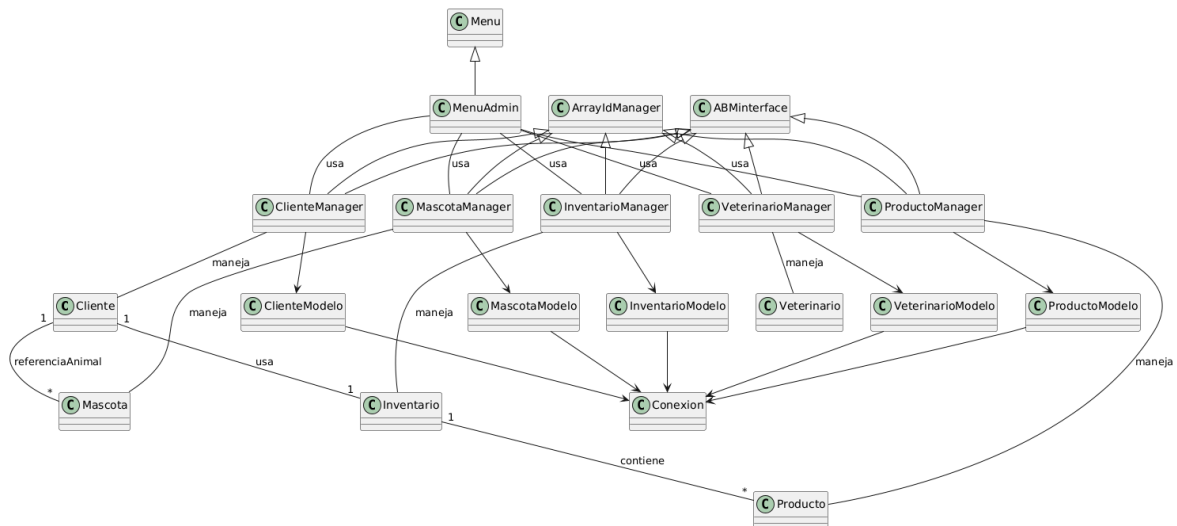 C Menu
C MenuAdmin
C ArrayIdManager
C ABMinterface
usa
usa
usa
usa
usa
C ClienteManager
C MascotaManager
C InventarioManager
C VeterinarioManager
C ProductoManager
maneja
maneja
maneja
maneja
maneja
C Cliente
C ClienteModelo
C MascotaModelo
C InventarioModelo
C Veterinario
C VeterinarioModelo
C ProductoModelo
1
1
referenciaAnimal
usa
*
1
C Mascota
C Inventario
C Conexion
1
contiene
*
C Producto